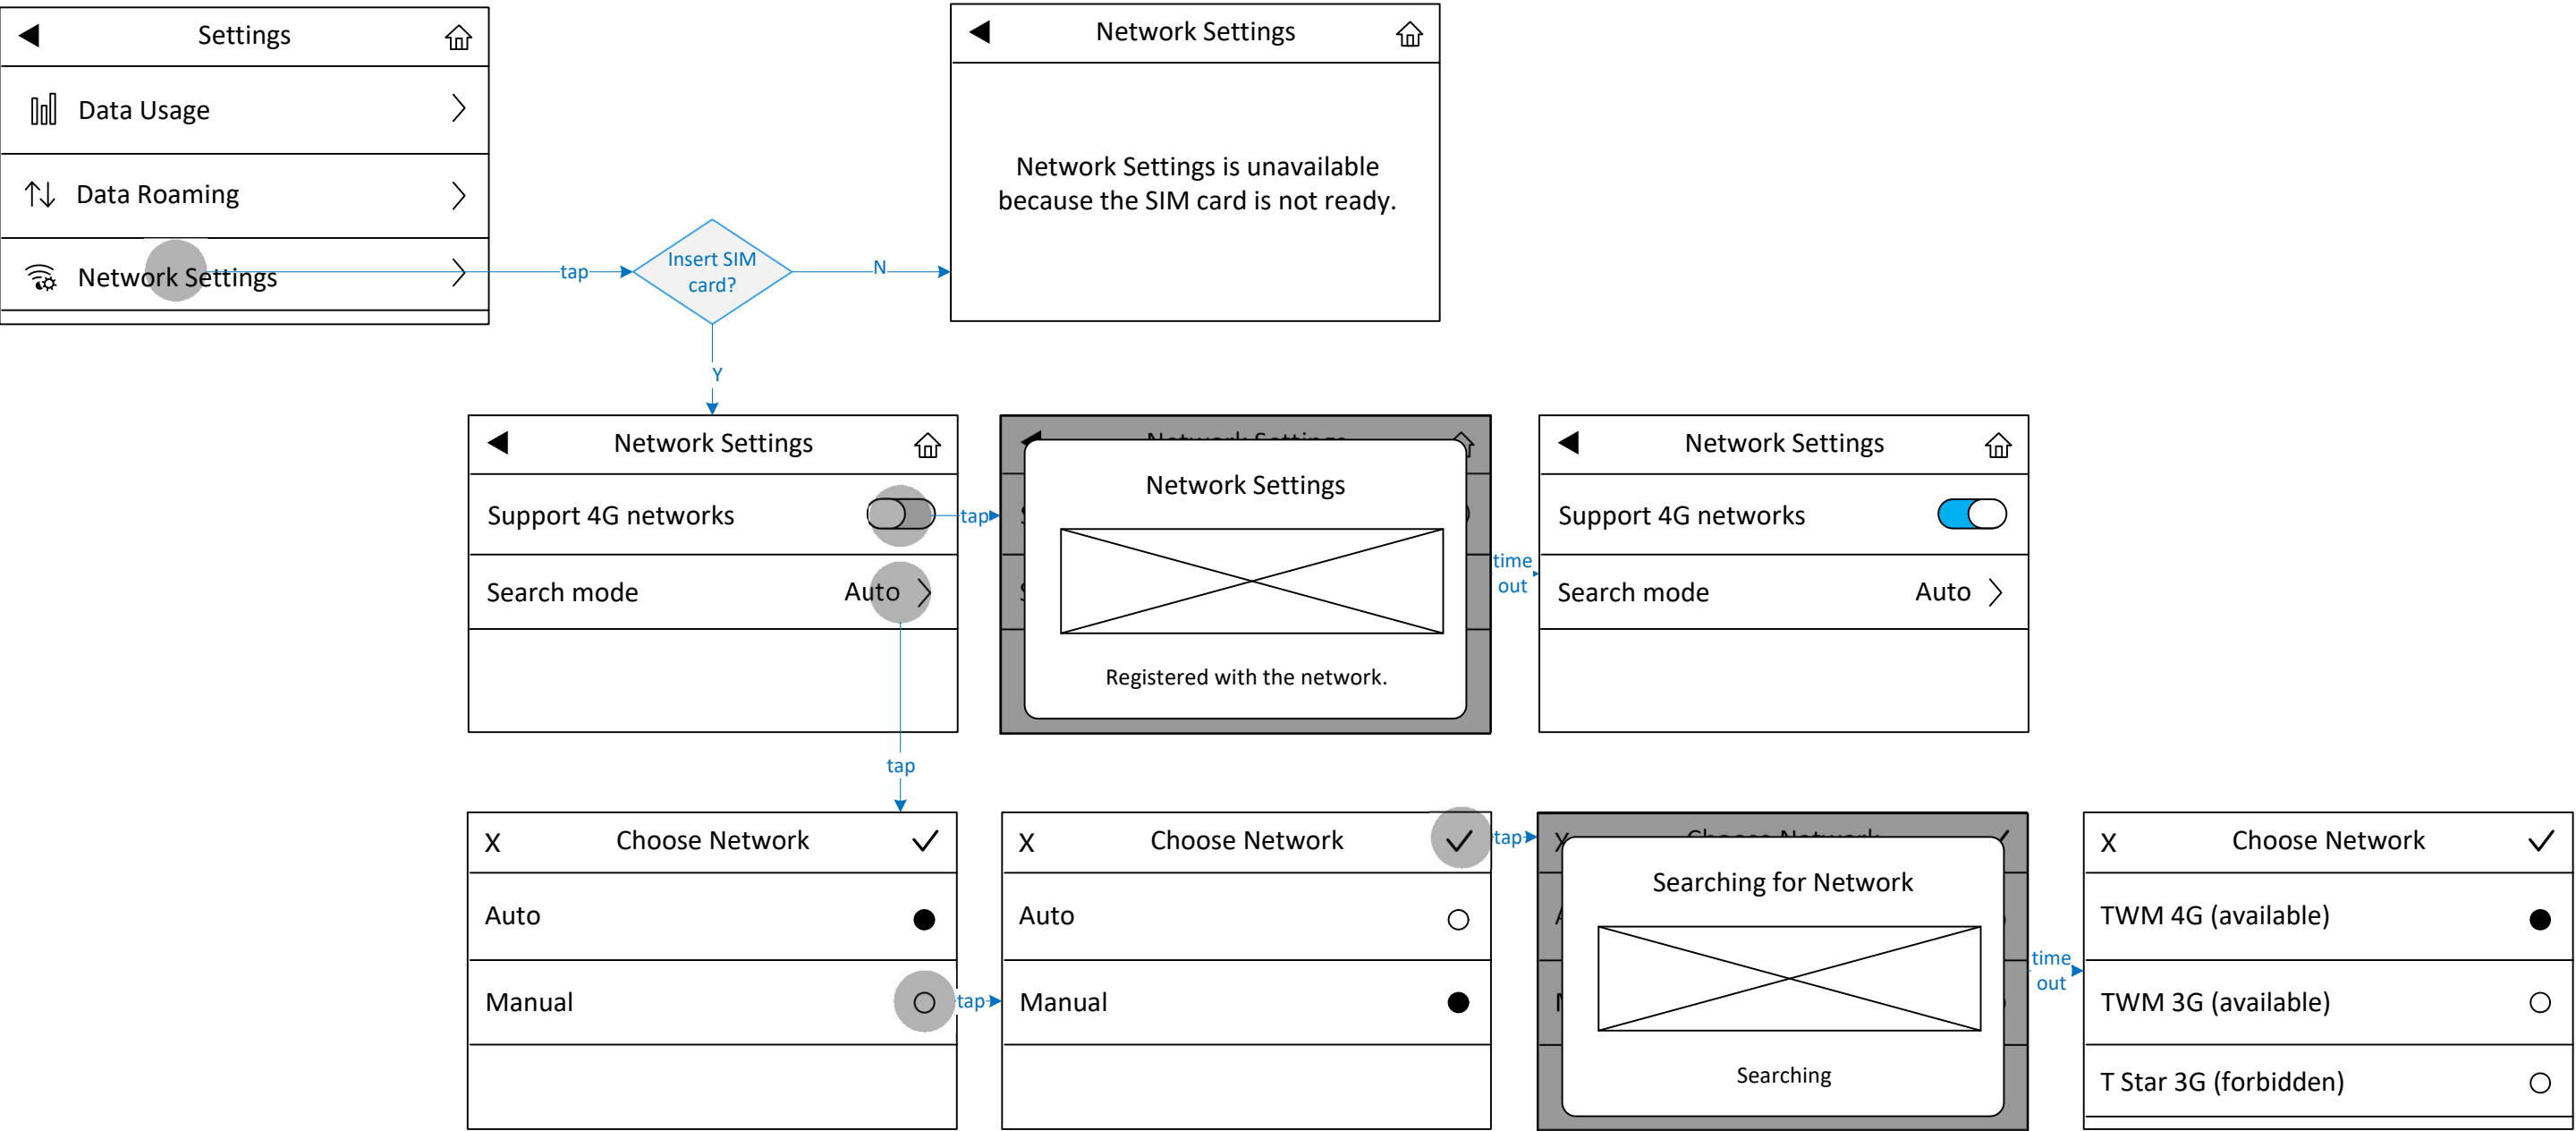 Settings
Data Usage
Data Roaming
Network Settings
tap
Insert SIM
card?
N
Y
Network Settings
Network Settings is unavailable
because the SIM card is not ready.
Network Settings
Support 4G networks
Search mode
Auto
tap
tap
Network Settings
Network Settings
Registered with the network.
time
out
Network Settings
Support 4G networks
Search mode
Auto
X
Choose Network
Auto
Manual
tap
X
Choose Network
Auto
Manual
tap
X
Choose Network
Searching for Network
Searching
time
out
X
Choose Network
TWM 4G (available)
TWM 3G (available)
T Star 3G (forbidden)